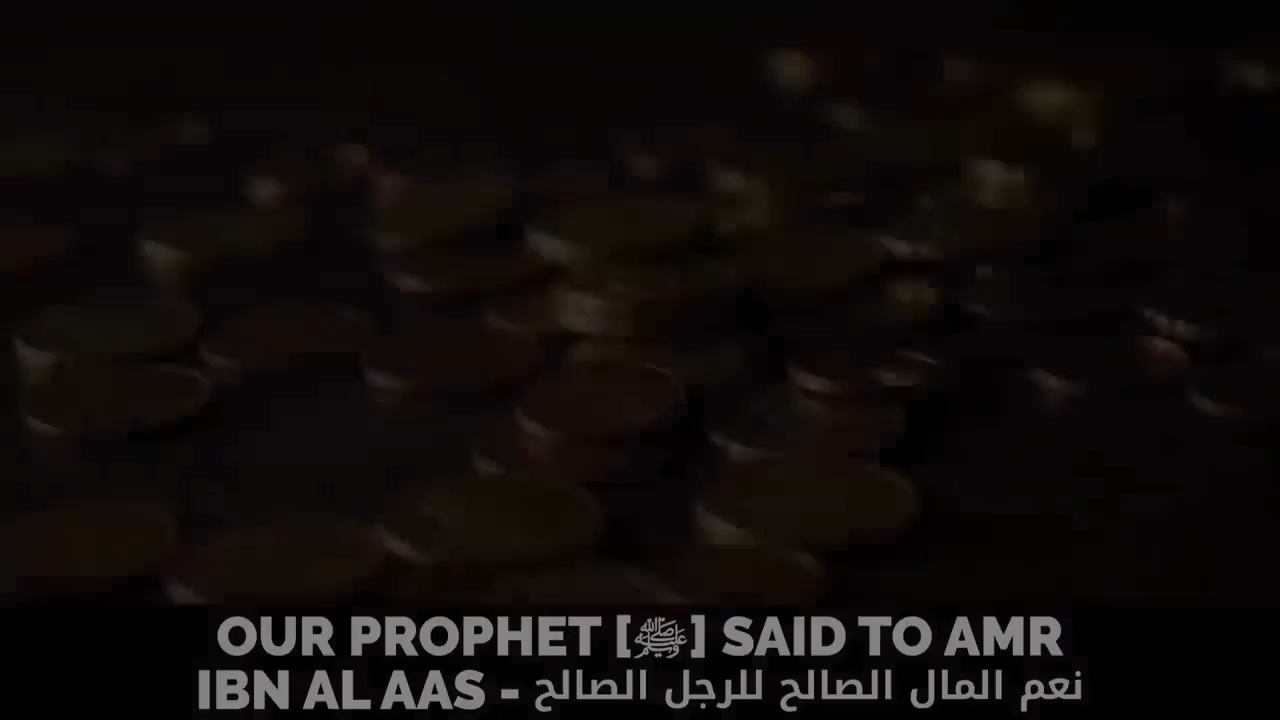 OUR PROPHET [ﷺ] SAID TO AMR
IBN AL AAS - نعم المال الصالح للرجل الصالح